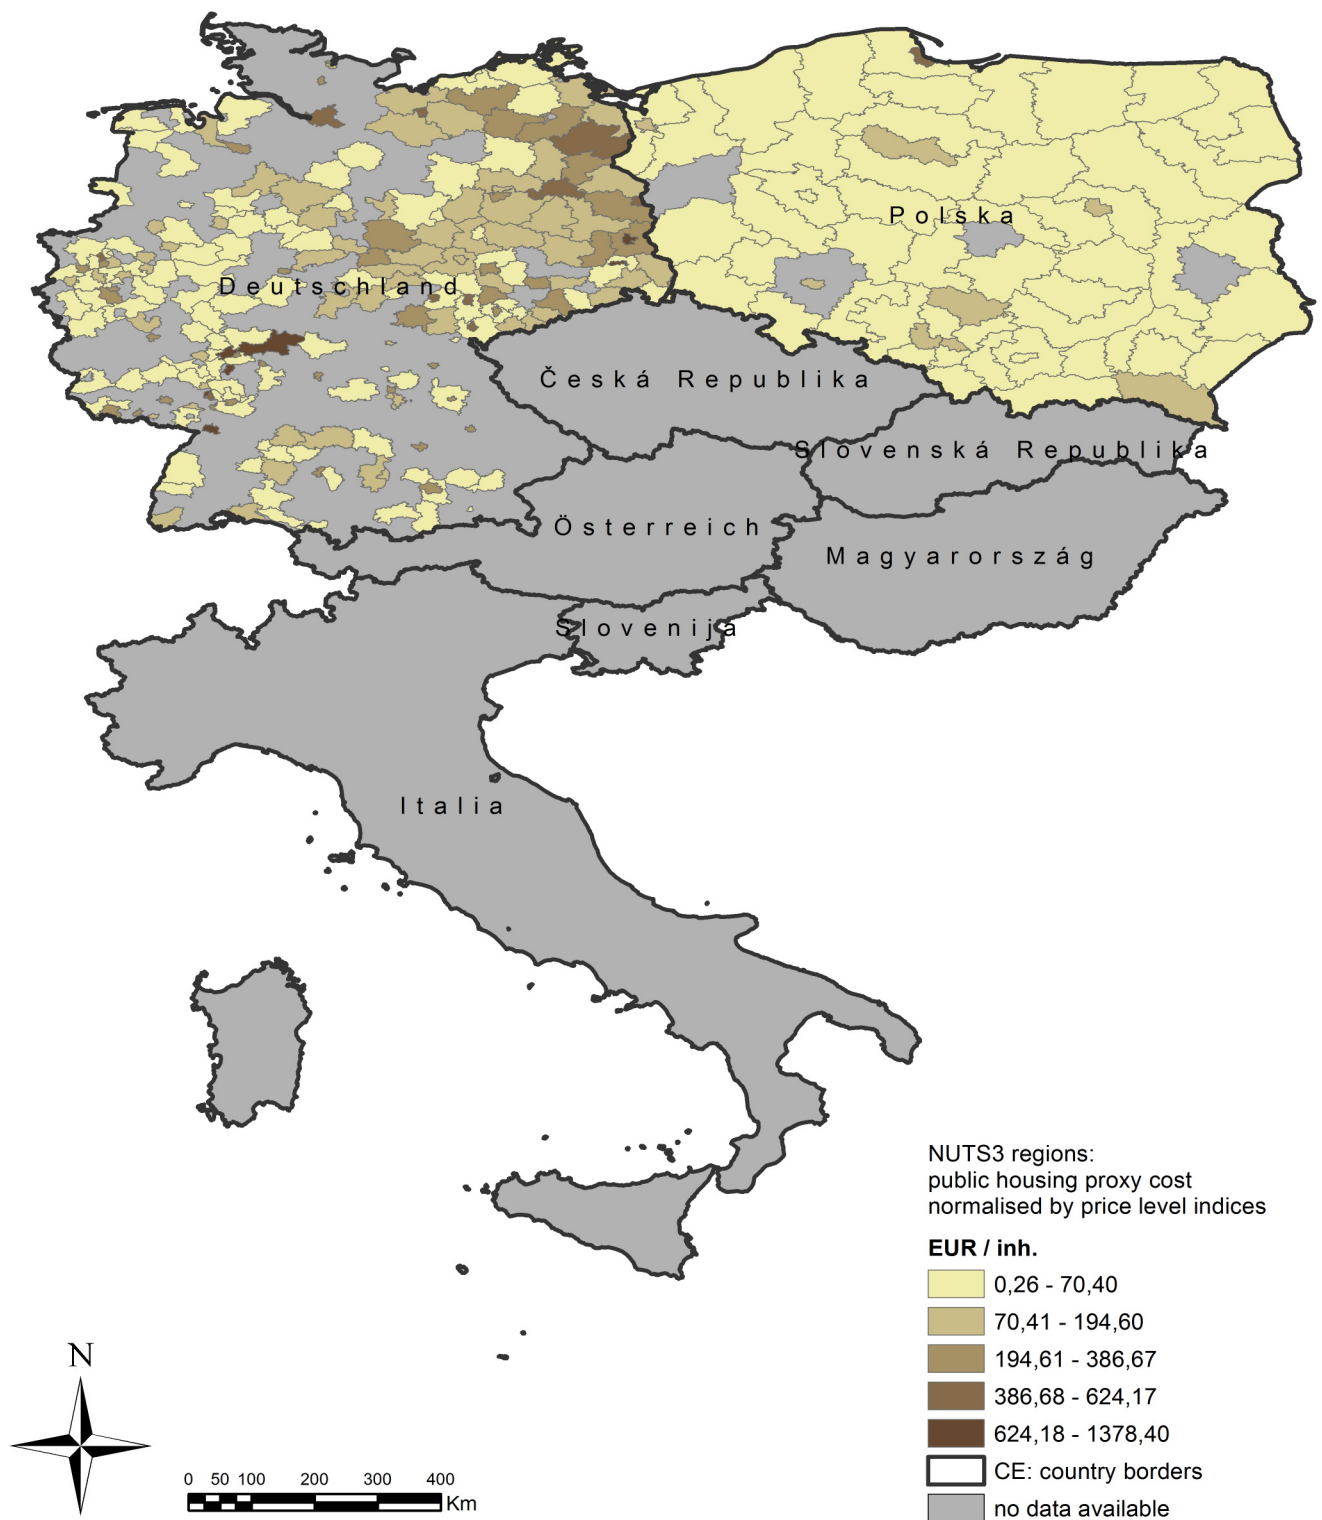 Polska
Deutschland
Česká Republika
Slovenská Republika
Österreich
Magyarország
Slovenija
Italia
NUTS3 regions:
public housing proxy cost
normalised by price level indices
EUR / inh.
0,26 - 70,40
70,41 - 194,60
194,61 - 386,67
386,68 - 624,17
624,18 - 1378,40
CE: country borders
no data available
N
0 50 100 200 300 400
Km